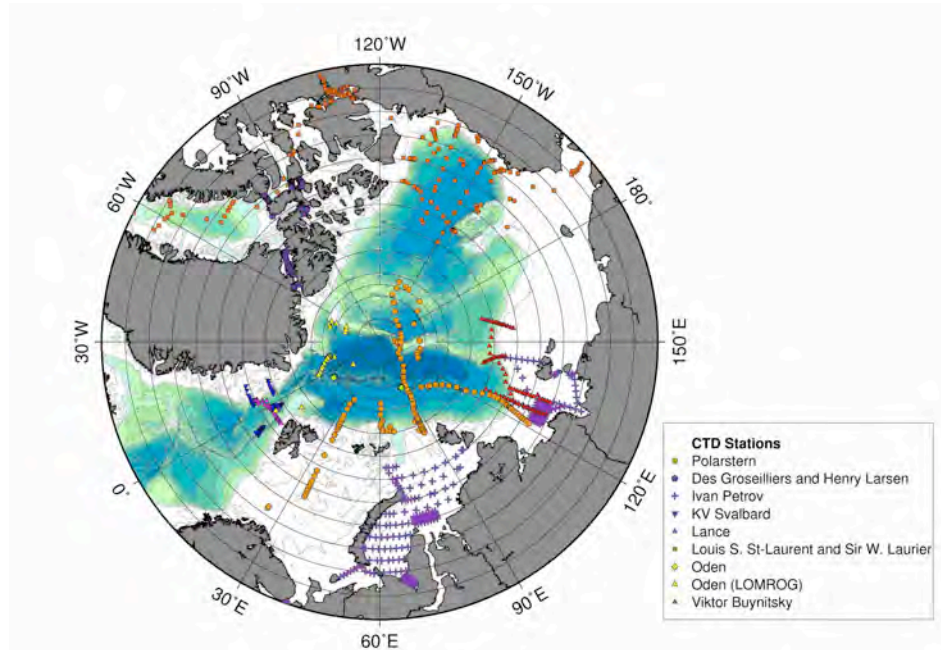 120˚W
90˚W
150˚W
60˚W
180˚
30˚W
150˚E
0˚
120˚E
30˚E
90˚E
60˚E
CTD Stations
Polarstern
Des Groseilliers and Henry Larsen
Ivan Petrov
KV Svalbard
Lance
Louis S. St-Laurent and Sir W. Laurier
Oden
Oden (LOMROG)
Viktor Buynitsky